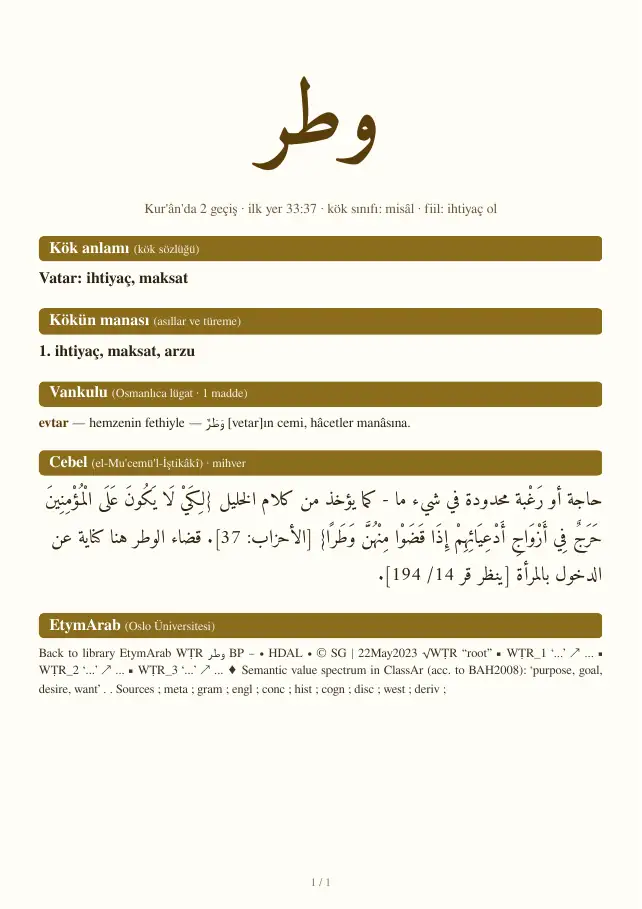 وطر
Kur'ân'da 2 geçiş · ilk yer 33:37 · kök sınıfı: misâl · fiil: ihtiyaç ol
Kök anlamı (kök sözlüğü)
Vatar: ihtiyaç, maksat
Kökün manası (asıllar ve türeme)
1. ihtiyaç, maksat, arzu
Vankulu (Osmanlıca lügat · 1 madde)
evtar — hemzenin fethiyle — وَطَرٌ [vetar]ın cemi, hâcetler manâsına.
Cebel (el-Mu'cemü'l-İştikâkî) · mihver
حاجة أو رَغْبة محدودة في شيء ما - كما يؤخذ من كلام الخليل {لِكَيْ لَا يَكُونَ عَلَى الْمُؤْمِنِينَ
حَرَجٌ فِي أَزْوَاجِ أَدْعِيَائِهِمْ إِذَا قَضَوْا مِنْهُنَّ وَطَرًا} [الأحزاب: 37]. قضاء الوطر هنا كناية عن
الدخول بالمرأة [ينظر قر 14/ 194].
EtymArab (Oslo Üniversitesi)
Back to library EtymArab WṬR وطر BP – • HDAL • © SG | 22May2023 √WṬR “root” ▪ WṬR_1 ‘...’ ↗ ... ▪
WṬR_2 ‘...’ ↗ ... ▪ WṬR_3 ‘...’ ↗ ... ♦ Semantic value spectrum in ClassAr (acc. to BAH2008): ‘purpose, goal,
desire, want’ . . Sources ; meta ; gram ; engl ; conc ; hist ; cogn ; disc ; west ; deriv ;
1 / 1